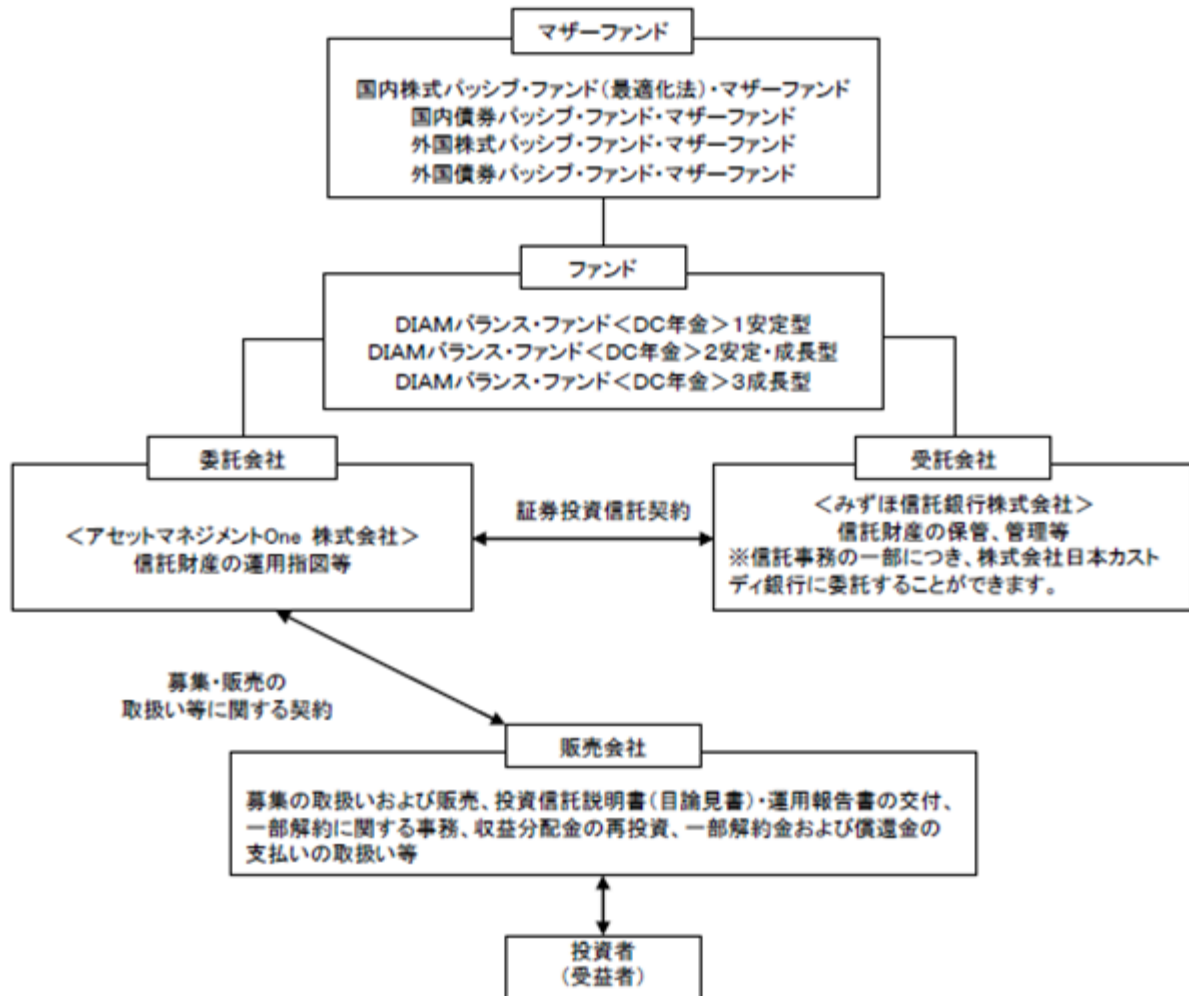 マザーファンド
国内株式パッシブ・ファンド(最適化法)・マザーファンド
国内債券パッシブ・ファンド・マザーファンド
外国株式パッシブ・ファンド・マザーファンド
外国債券パッシブ・ファンド・マザーファンド
ファンド
DIAMバランス・ファンド<DC年金>1安定型
DIAMバランス・ファンド<DC年金>2安定・成長型
DIAMバランス・ファンド<DC年金>3成長型
委託会社
<アセットマネジメントOne 株式会社>
信託財産の運用指図等
証券投資信託契約
受託会社
<みずほ信託銀行株式会社>
信託財産の保管、管理等
※信託事務の一部につき、株式会社日本カスト
ディ銀行に委託することができます。
募集・販売の
取扱い等に関する契約
販売会社
募集の取扱いおよび販売、投資信託説明書(目論見書)・運用報告書の交付、
一部解約に関する事務、収益分配金の再投資、一部解約金および償還金の
支払いの取扱い等
投資者
(受益者)